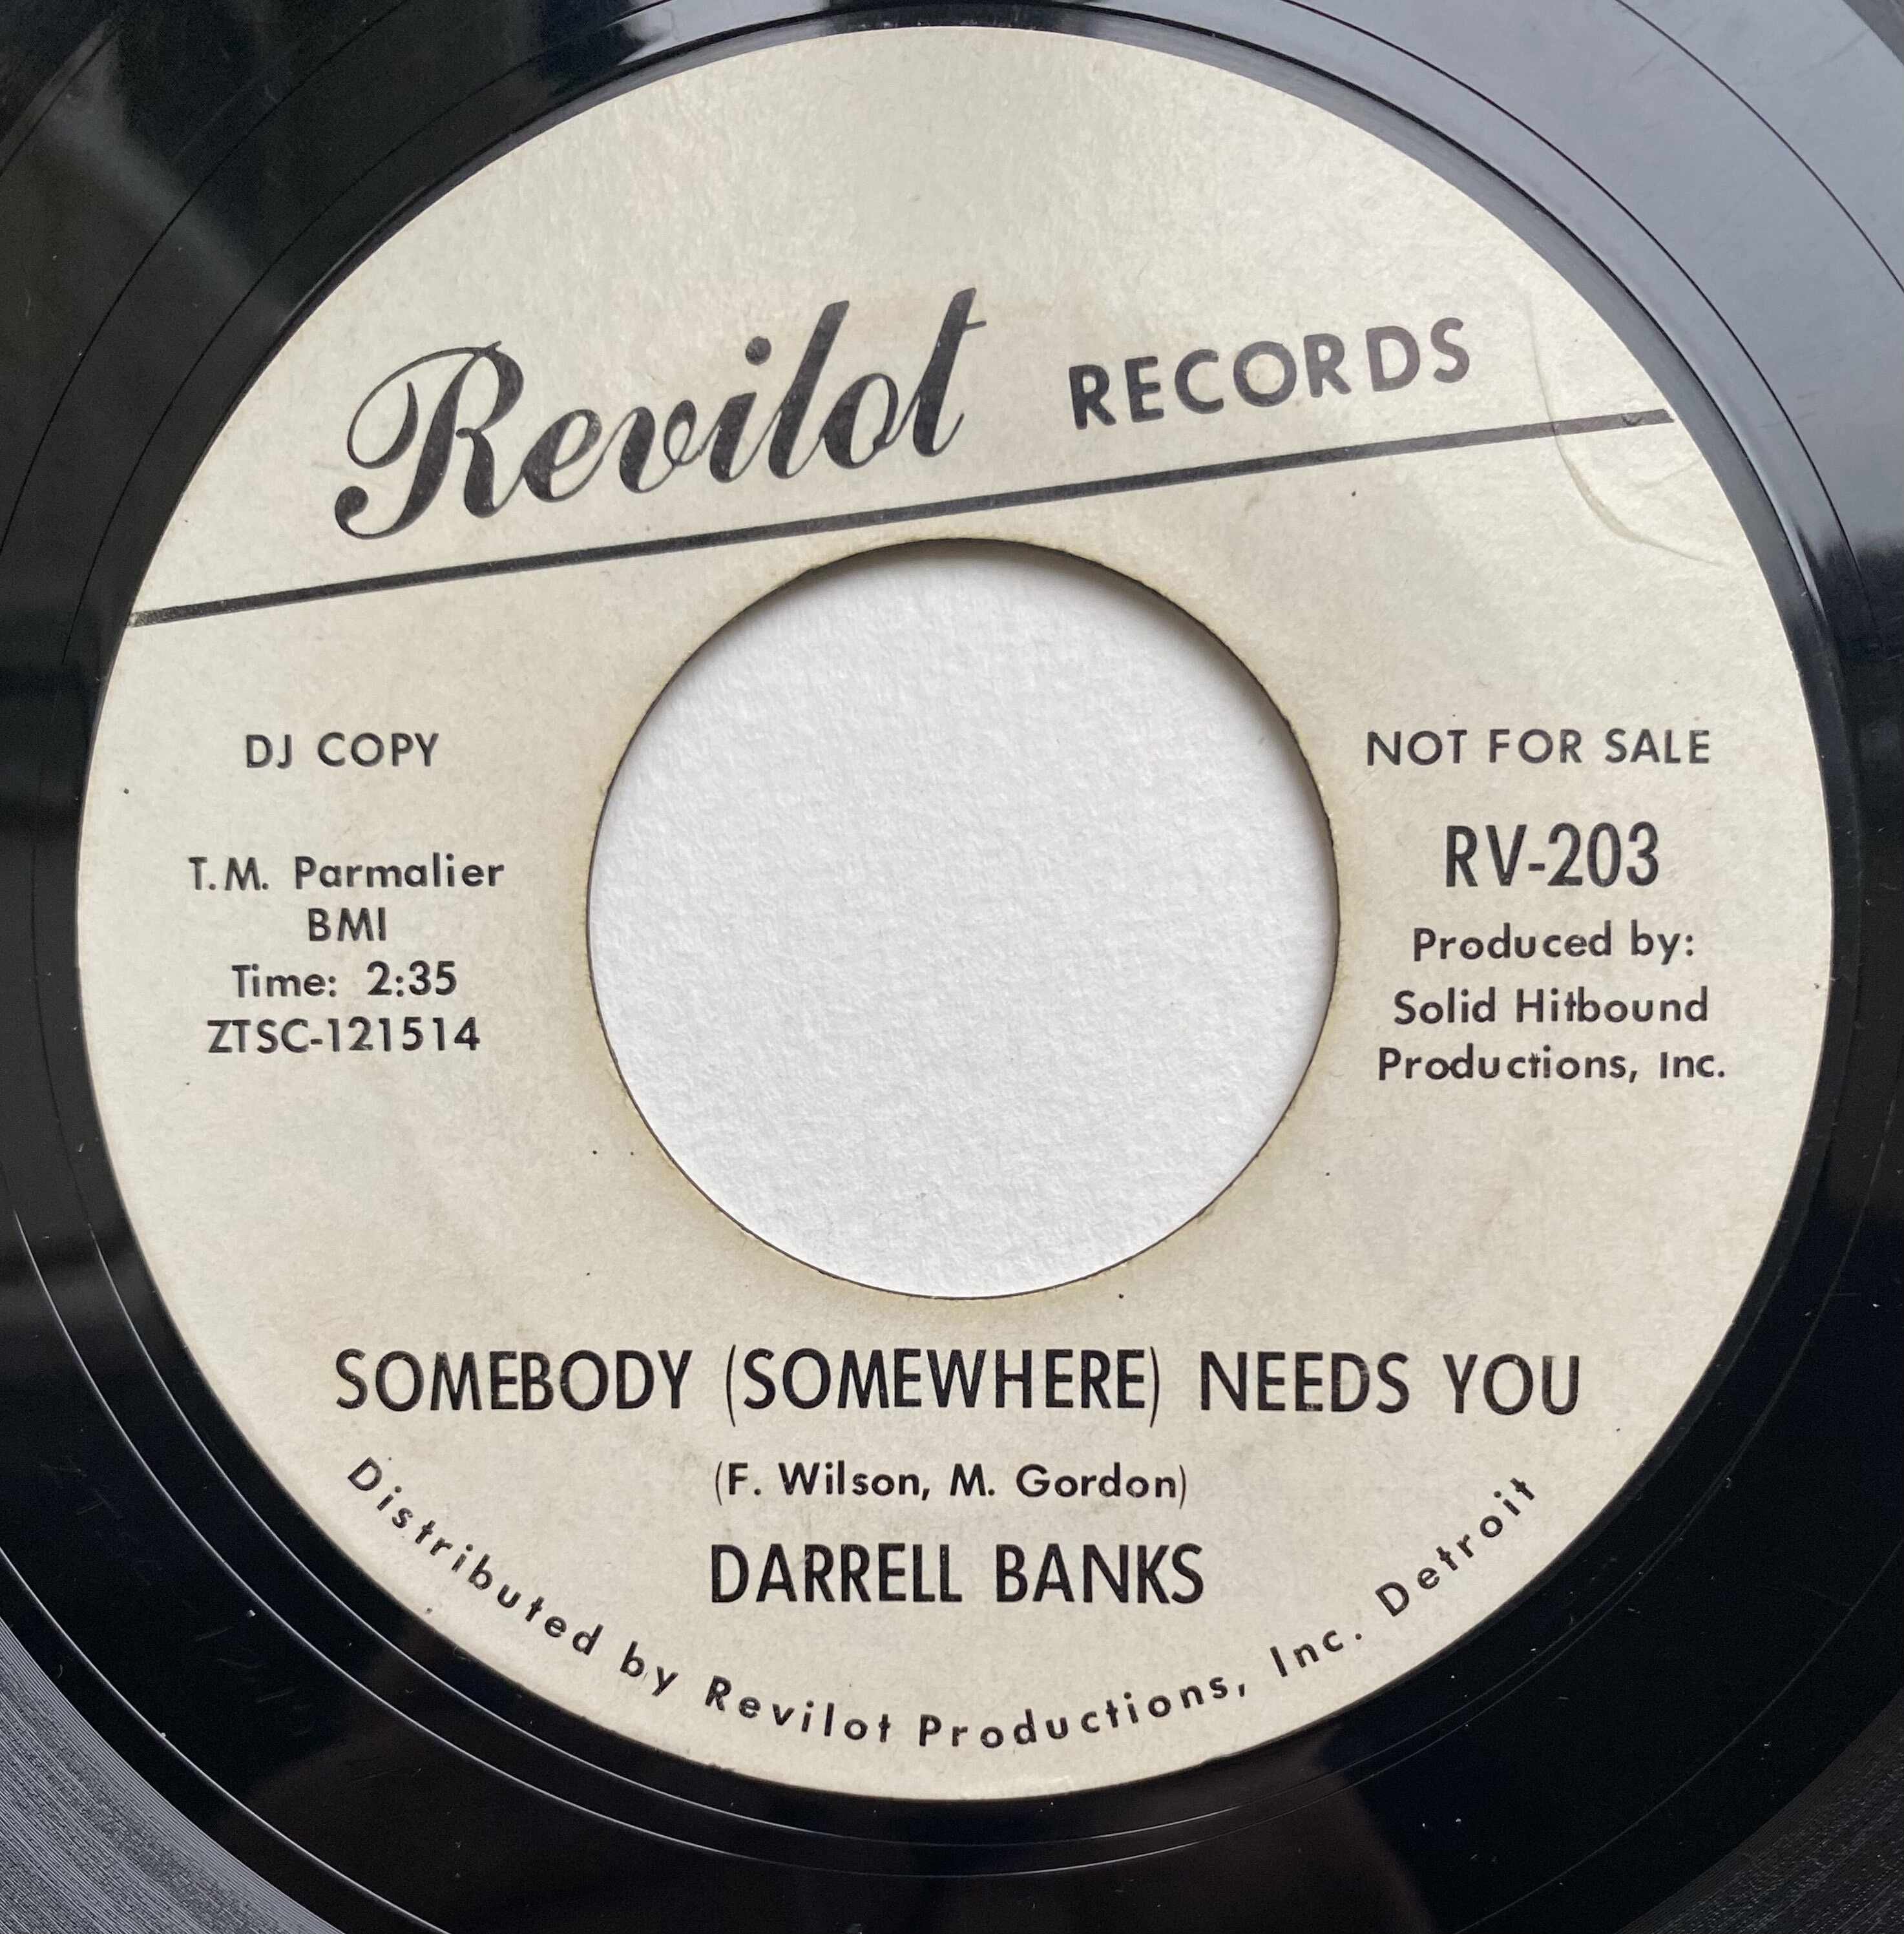 Revilot RECORDS
DJ COPY
NOT FOR SALE
T.M. Parmalier
BMI
Time: 2:35
ZTSC-121514
RV-203
Produced by:
Solid Hitbound
Productions, Inc.
SOMEBODY (SOMEWHERE) NEEDS YOU
(F. Wilson, M. Gordon)
DARRELL BANKS
Distributed by Revilot Productions, Inc. Detroit